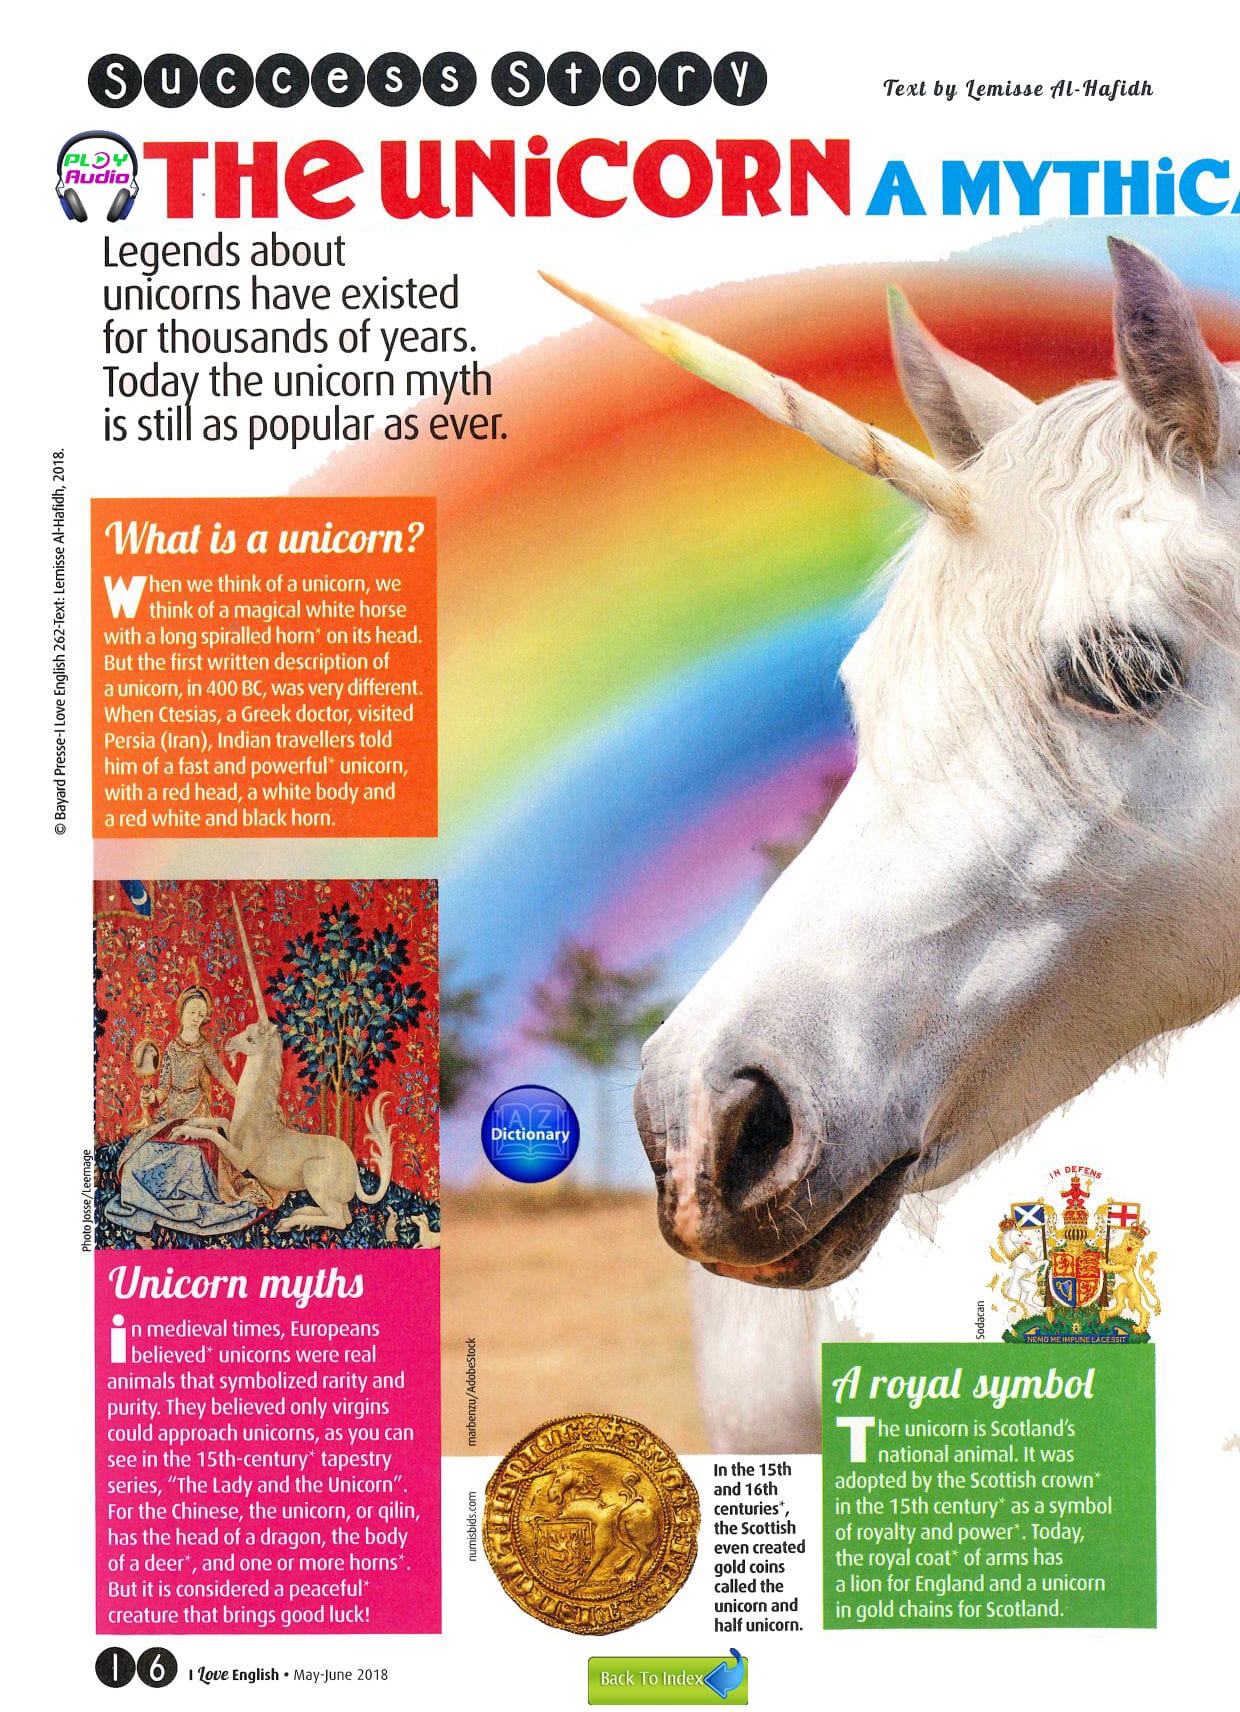 Success Story
Text by Lemisse Al-Hafidh
PLAY
Audio
THE UNiCORN A MYTHiCA
Legends about
unicorns have existed
for thousands of years.
Today the unicorn myth
is still as popular as ever.
© Bayard Presse-I Love English 262-Text: Lemisse Al-Hafidh, 2018.
What is a unicorn?
When we think of a unicorn, we
think of a magical white horse
with a long spiralled horn* on its head.
But the first written description of
a unicorn, in 400 BC, was very different.
When Ctesias, a Greek doctor, visited
Persia (Iran), Indian travellers told
him of a fast and powerful* unicorn,
with a red head, a white body and
a red white and black horn.
Photo Josse/Leemage
Unicorn myths
in medieval times, Europeans
believed* unicorns were real
animals that symbolized rarity and
purity. They believed only virgins
could approach unicorns, as you can
see in the 15th-century* tapestry
series, “The Lady and the Unicorn”.
For the Chinese, the unicorn, or qilin,
has the head of a dragon, the body
of a deer*, and one or more horns*.
But it is considered a peaceful*
creature that brings good luck!
A Z
Dictionary
marbenzu/AdobeStock
numisbids.com
In the 15th
and 16th
centuries*,
the Scottish
even created
gold coins
called the
unicorn and
half unicorn.
IN DEFENS
NEMO ME IMPUNE LACESSIT
Sodacan
A royal symbol
The unicorn is Scotland’s
national animal. It was
adopted by the Scottish crown*
in the 15th century* as a symbol
of royalty and power*. Today,
the royal coat* of arms has
a lion for England and a unicorn
in gold chains for Scotland.
16
I Love English • May-June 2018
Back To Index